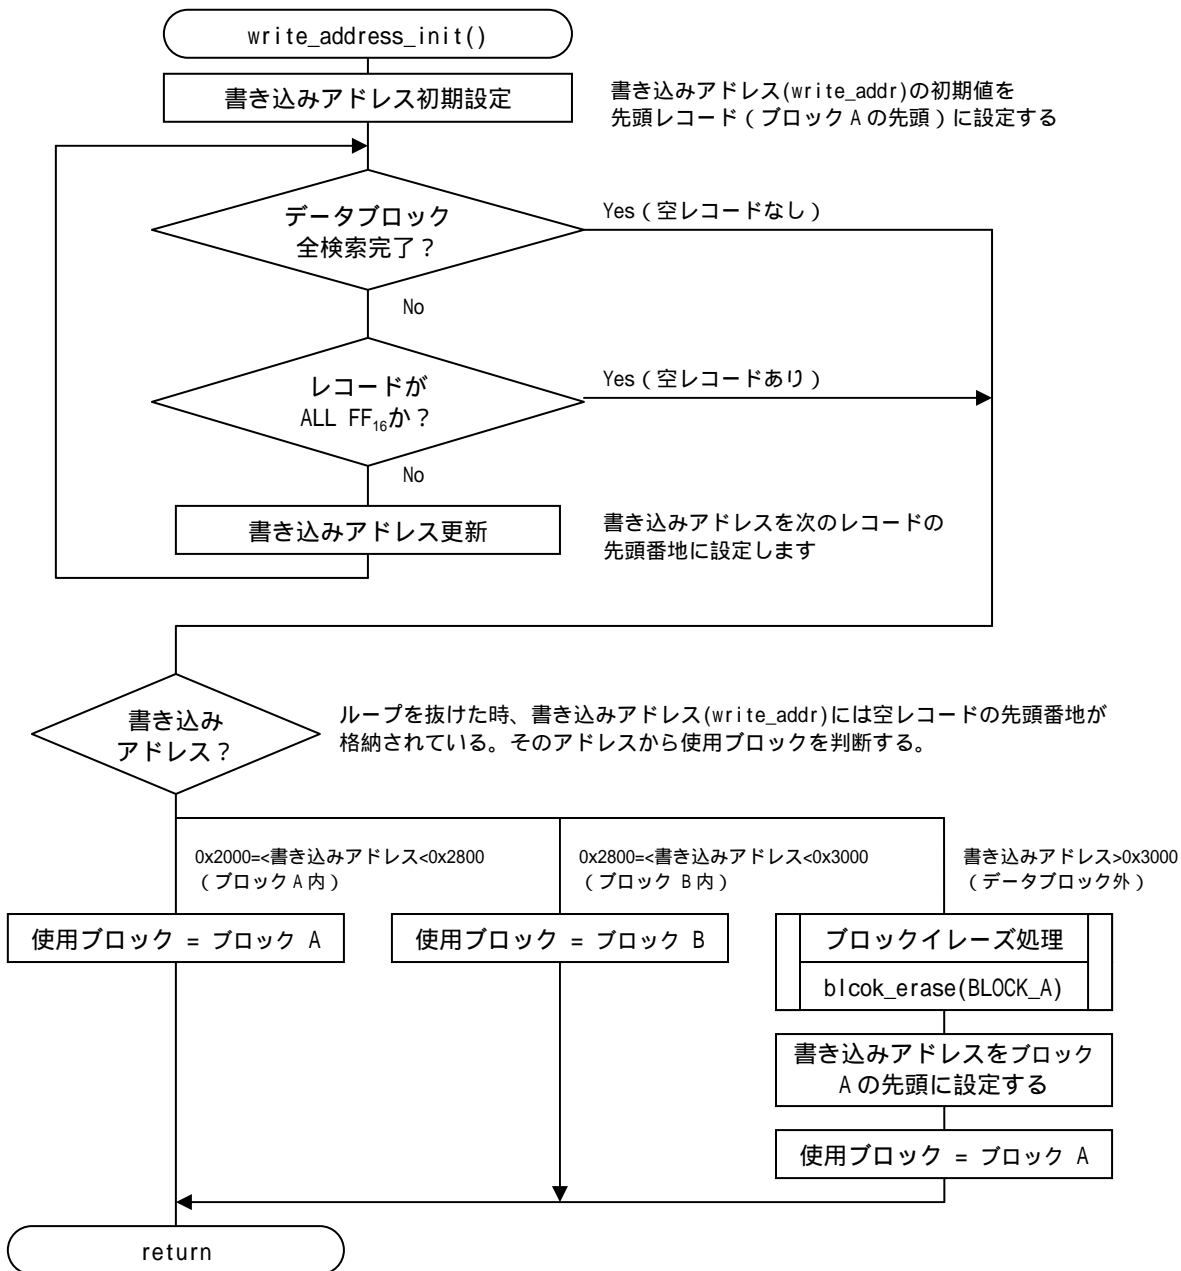 write_address_init()
書き込みアドレス初期設定
書き込みアドレス(write_addr)の初期値を
先頭レコード(ブロックAの先頭)に設定する
データブロック
全検索完了?
Yes(空レコードなし)
No
レコードが
ALL FF16か?
Yes(空レコードあり)
No
書き込みアドレス更新
書き込みアドレスを次のレコードの
先頭番地に設定します
書き込み
アドレス?
ループを抜けた時、書き込みアドレス(write_addr)には空レコードの先頭番地が
格納されている。そのアドレスから使用ブロックを判断する。
0x2000=<書き込みアドレス<0x2800
(ブロックA内)
0x2800=<書き込みアドレス<0x3000
(ブロック B内)
書き込みアドレス>0x3000
(データブロック外)
使用ブロック = ブロック A
使用ブロック = ブロック B
ブロックイレーズ処理
blcok_erase(BLOCK_A)
書き込みアドレスをブロック
Aの先頭に設定する
使用ブロック = ブロック A
return